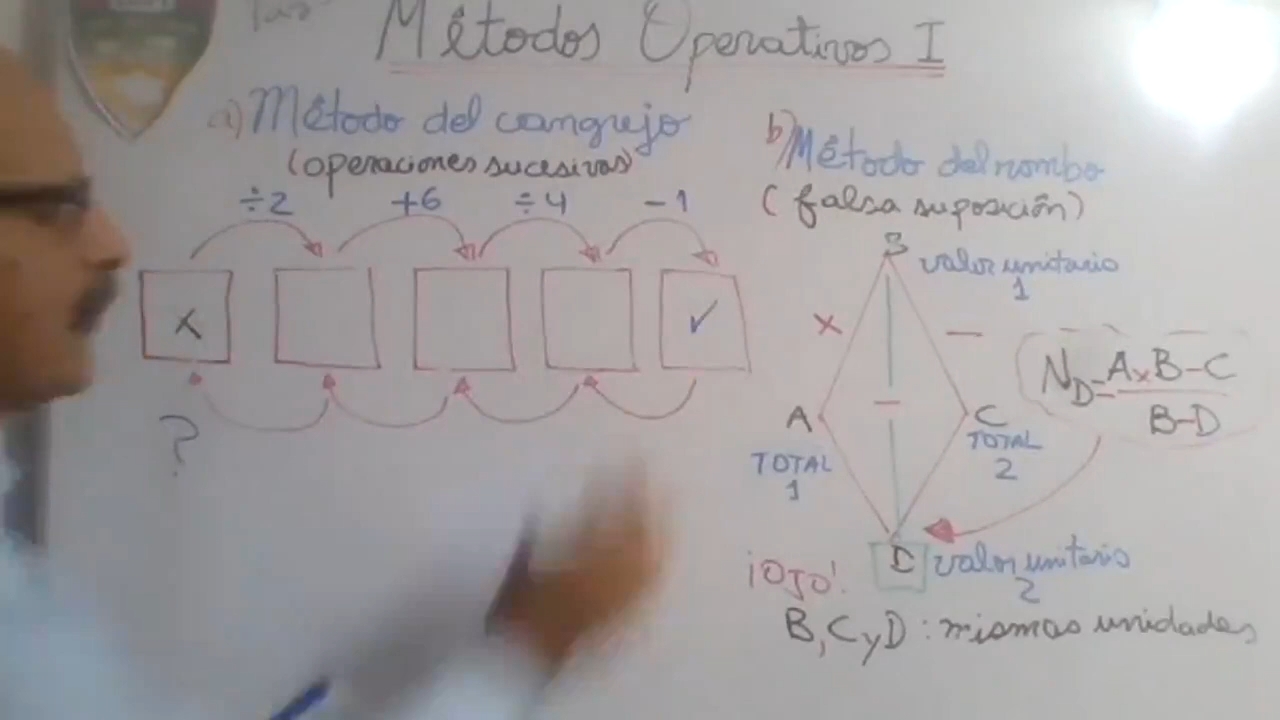 las
Métodos Operativos I
a) Método del cangrejo
(operaciones sucesivas)
÷2 +6 ÷4 -1
X ✓
?
b) Método del rombo
(falsa suposición)
B valor unitario
1
× −
−
A
TOTAL
1
C
TOTAL
2
N_D = A×B-C
B-D
¡OJO!
D valor unitario
2
B, C y D : mismas unidades